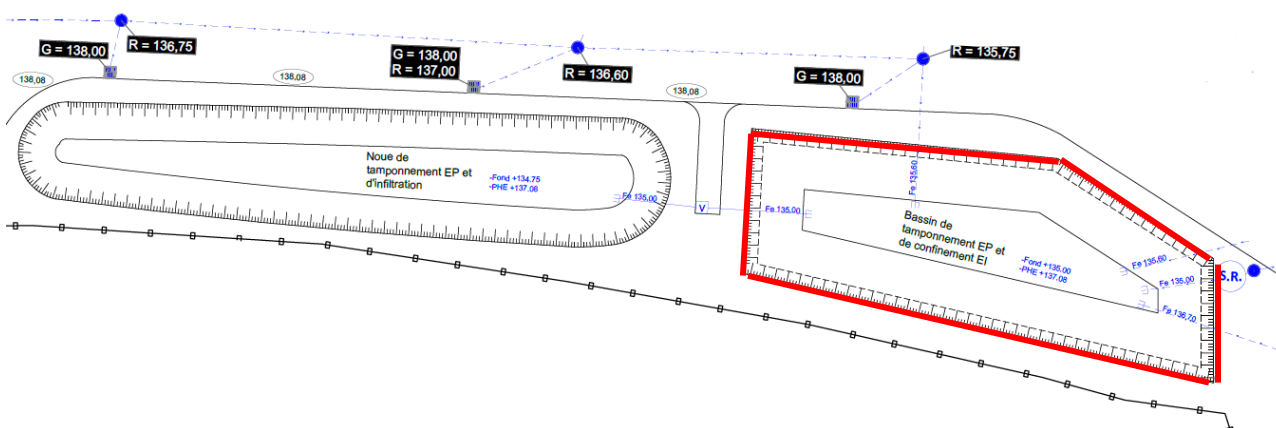 G = 138,00
R = 136,75
G = 138,00
R = 137,00
R = 136,60
G = 138,00
R = 135,75
138,08
138,08
138,08
Noue de
tamponnement EP et
d'infiltration
-Fond +134.75
-PHE +137.08
Fe 135,00
V
Fe 135,00
Fe 135,60
Bassin de
tamponnement EP et
de confinement EI
-Fond +135.00
-PHE +137.08
Fe 135,60
Fe 135,00
Fe 136,70
S.R.